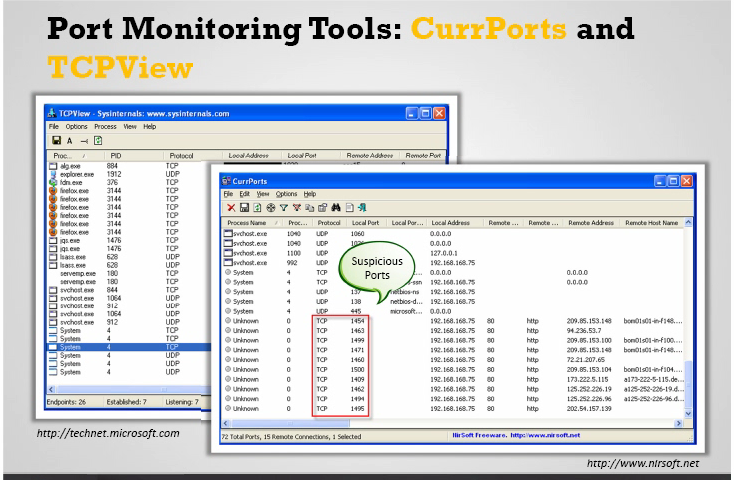 Port Monitoring Tools: CurrPorts and
TCPView
TCPView - Sysinternals: www.sysinternals.com
File Options Process View Help
A
Proc... / PID Protocol Local Address Local Port Remote Address Remote Port
alg.exe 884 TCP
explorer.exe 1912 UDP
fdm.exe 376 TCP
firefox.exe 3144 TCP
firefox.exe 3144 TCP
firefox.exe 3144 TCP
firefox.exe 3144 TCP
firefox.exe 3144 TCP
firefox.exe 3144 TCP
jqs.exe 1476 TCP
jqs.exe 1476 TCP
lsass.exe 628 UDP
lsass.exe 628 UDP
servemp.exe 180 TCP
servemp.exe 180 TCP
svchost.exe 844 TCP
svchost.exe 1064 UDP
svchost.exe 912 UDP
svchost.exe 1064 UDP
svchost.exe 912 UDP
System 4 TCP
System 4 TCP
System 4 TCP
System 4 UDP
System 4 UDP
System 4 UDP
Endpoints: 26 Established: 7 Listening: 7
http://technet.microsoft.com
CurrPorts
File Edit View Options Help
Process Name / Proc... Protocol Local Port Local Por... Local Address Remote ... Remote ... Remote Address Remote Host Name
svchost.exe 1040 UDP 1060 0.0.0.0
svchost.exe 1040 UDP 0.0.0.0
svchost.exe 1100 UDP 127.0.0.1
svchost.exe 992 UDP 192.168.168.75
System 4 TCP 0.0.0.0 0.0.0.0
System 4 TCP 192.168.168.75 0.0.0.0
System 4 UDP 137 netbios-ns 192.168.168.75
System 4 UDP 138 netbios-d... 192.168.168.75
System 4 UDP 445 microsoft... 0.0.0.0
Unknown 0 TCP 1454 192.168.168.75 80 http 209.85.153.148 bom01s01-in-f148....
Unknown 0 TCP 1463 192.168.168.75 80 http 94.236.53.7
Unknown 0 TCP 1499 192.168.168.75 80 http 209.85.153.100 bom01s01-in-f100....
Unknown 0 TCP 1471 192.168.168.75 80 http 209.85.153.148 bom01s01-in-f148....
Unknown 0 TCP 1460 192.168.168.75 80 http 72.21.207.65
Unknown 0 TCP 1500 192.168.168.75 80 http 209.85.153.104 bom01s01-in-f104....
Unknown 0 TCP 1409 192.168.168.75 80 http 173.222.5.115 a173-222-5-115.de...
Unknown 0 TCP 1462 192.168.168.75 80 http 125.252.226.19 a125-252-226-19.d...
Unknown 0 TCP 1494 192.168.168.75 80 http 125.252.226.96 a125-252-226-96.d...
Unknown 0 TCP 1495 192.168.168.75 80 http 202.54.157.139
Suspicious
Ports
72 Total Ports, 15 Remote Connections, 1 Selected NirSoft Freeware. http://www.nirsoft.net
http://www.nirsoft.net